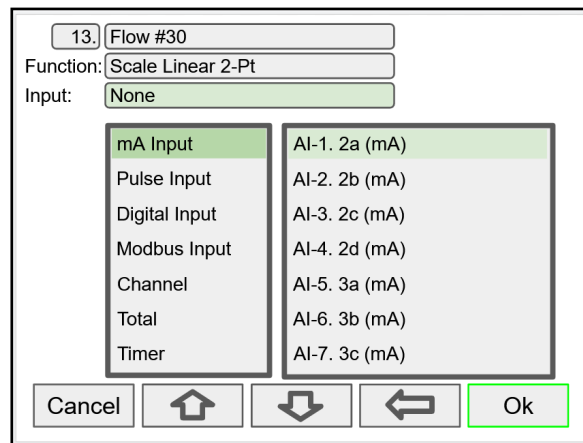 13. Flow #30
Function: Scale Linear 2-Pt
Input: None
mA Input
Pulse Input
Digital Input
Modbus Input
Channel
Total
Timer
AI-1. 2a (mA)
AI-2. 2b (mA)
AI-3. 2c (mA)
AI-4. 2d (mA)
AI-5. 3a (mA)
AI-6. 3b (mA)
AI-7. 3c (mA)
Cancel Ok